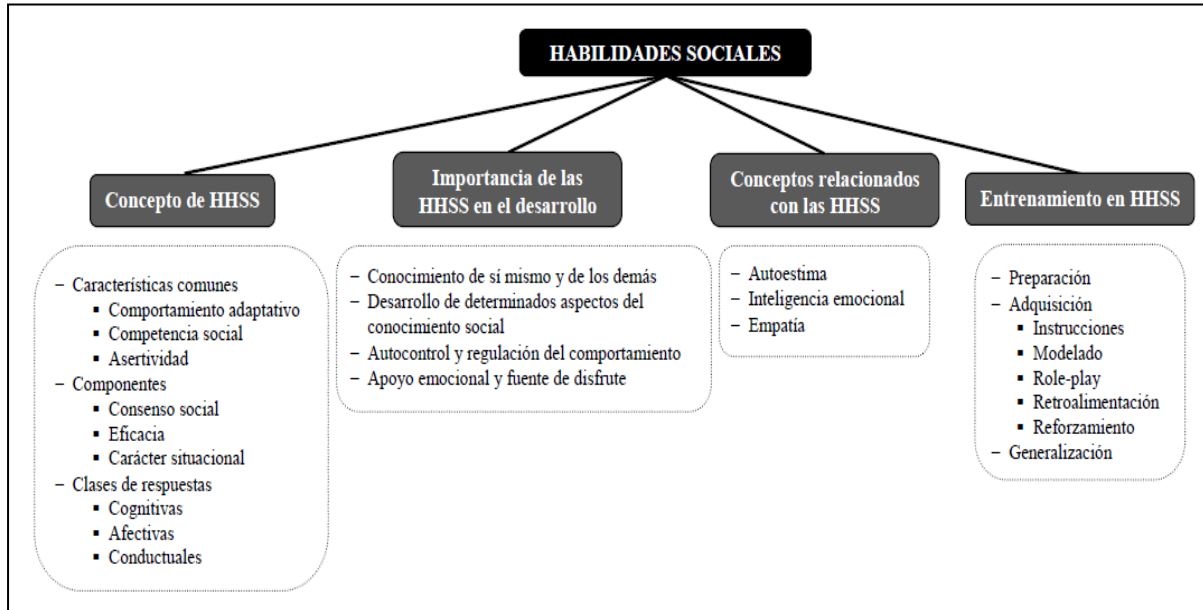 HABILIDADES SOCIALES
Concepto de HHSS
– Características comunes
▪ Comportamiento adaptativo
▪ Competencia social
▪ Asertividad
– Componentes
▪ Consenso social
▪ Eficacia
▪ Carácter situacional
– Clases de respuestas
▪ Cognitivas
▪ Afectivas
▪ Conductuales
Importancia de las
HHSS en el desarrollo
– Conocimiento de sí mismo y de los demás
– Desarrollo de determinados aspectos del
conocimiento social
– Autocontrol y regulación del comportamiento
– Apoyo emocional y fuente de disfrute
Conceptos relacionados
con las HHSS
– Autoestima
– Inteligencia emocional
– Empatía
Entrenamiento en HHSS
– Preparación
– Adquisición
▪ Instrucciones
▪ Modelado
▪ Role-play
▪ Retroalimentación
▪ Reforzamiento
– Generalización